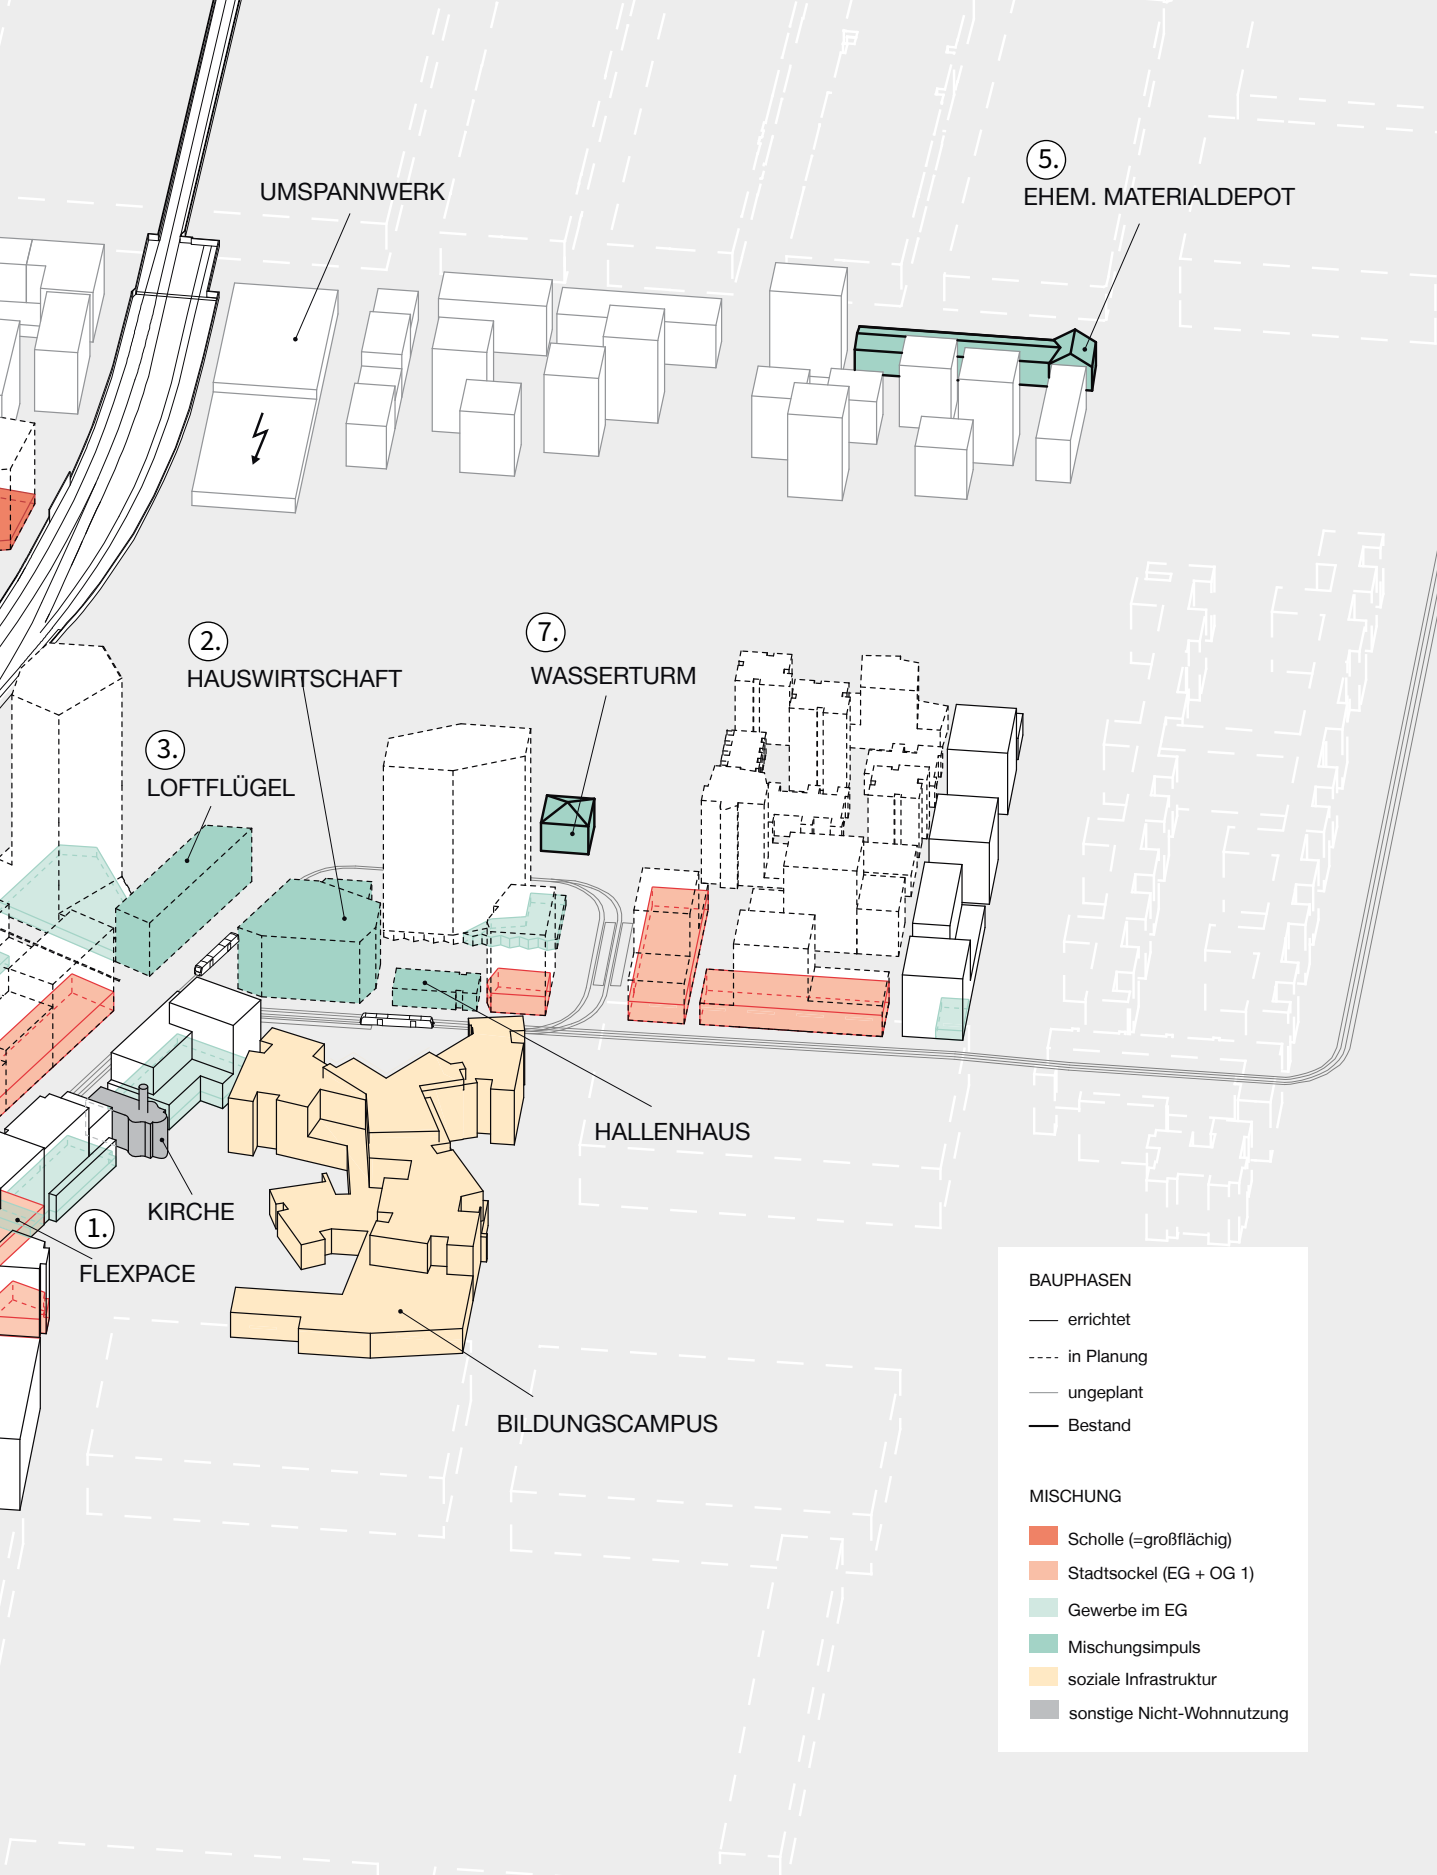 5.
EHEM. MATERIALDEPOT
UMSPANNWERK
2.
HAUSWIRTSCHAFT
7.
WASSERTURM
3.
LOFTFLÜGEL
HALLENHAUS
KIRCHE
1.
FLEXPACE
BILDUNGSCAMPUS
BAUPHASEN
errichtet
in Planung
ungeplant
Bestand
MISCHUNG
Scholle (=großflächig)
Stadtsockel (EG + OG 1)
Gewerbe im EG
Mischungsimpuls
soziale Infrastruktur
sonstige Nicht-Wohnnutzung